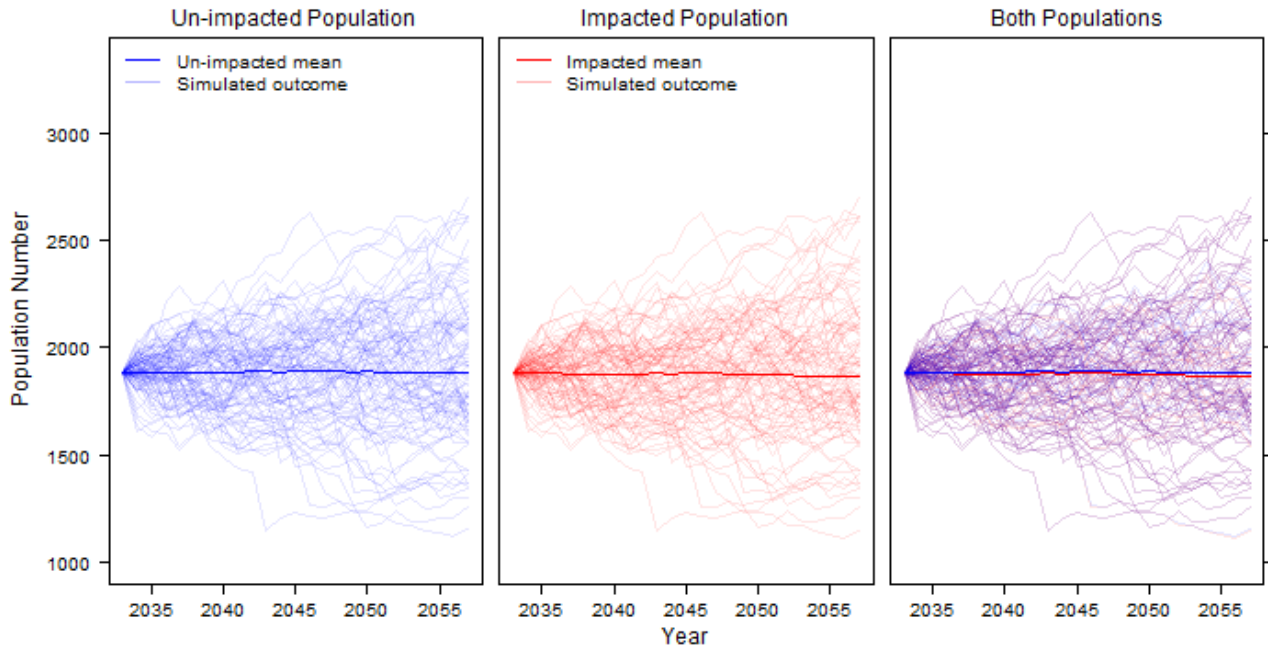 Un-impacted Population
Impacted Population
Both Populations
Un-impacted mean
Simulated outcome
Impacted mean
Simulated outcome
Population Number
3000
2500
2000
1500
1000
2035 2040 2045 2050 2055
2035 2040 2045 2050 2055
2035 2040 2045 2050 2055
Year